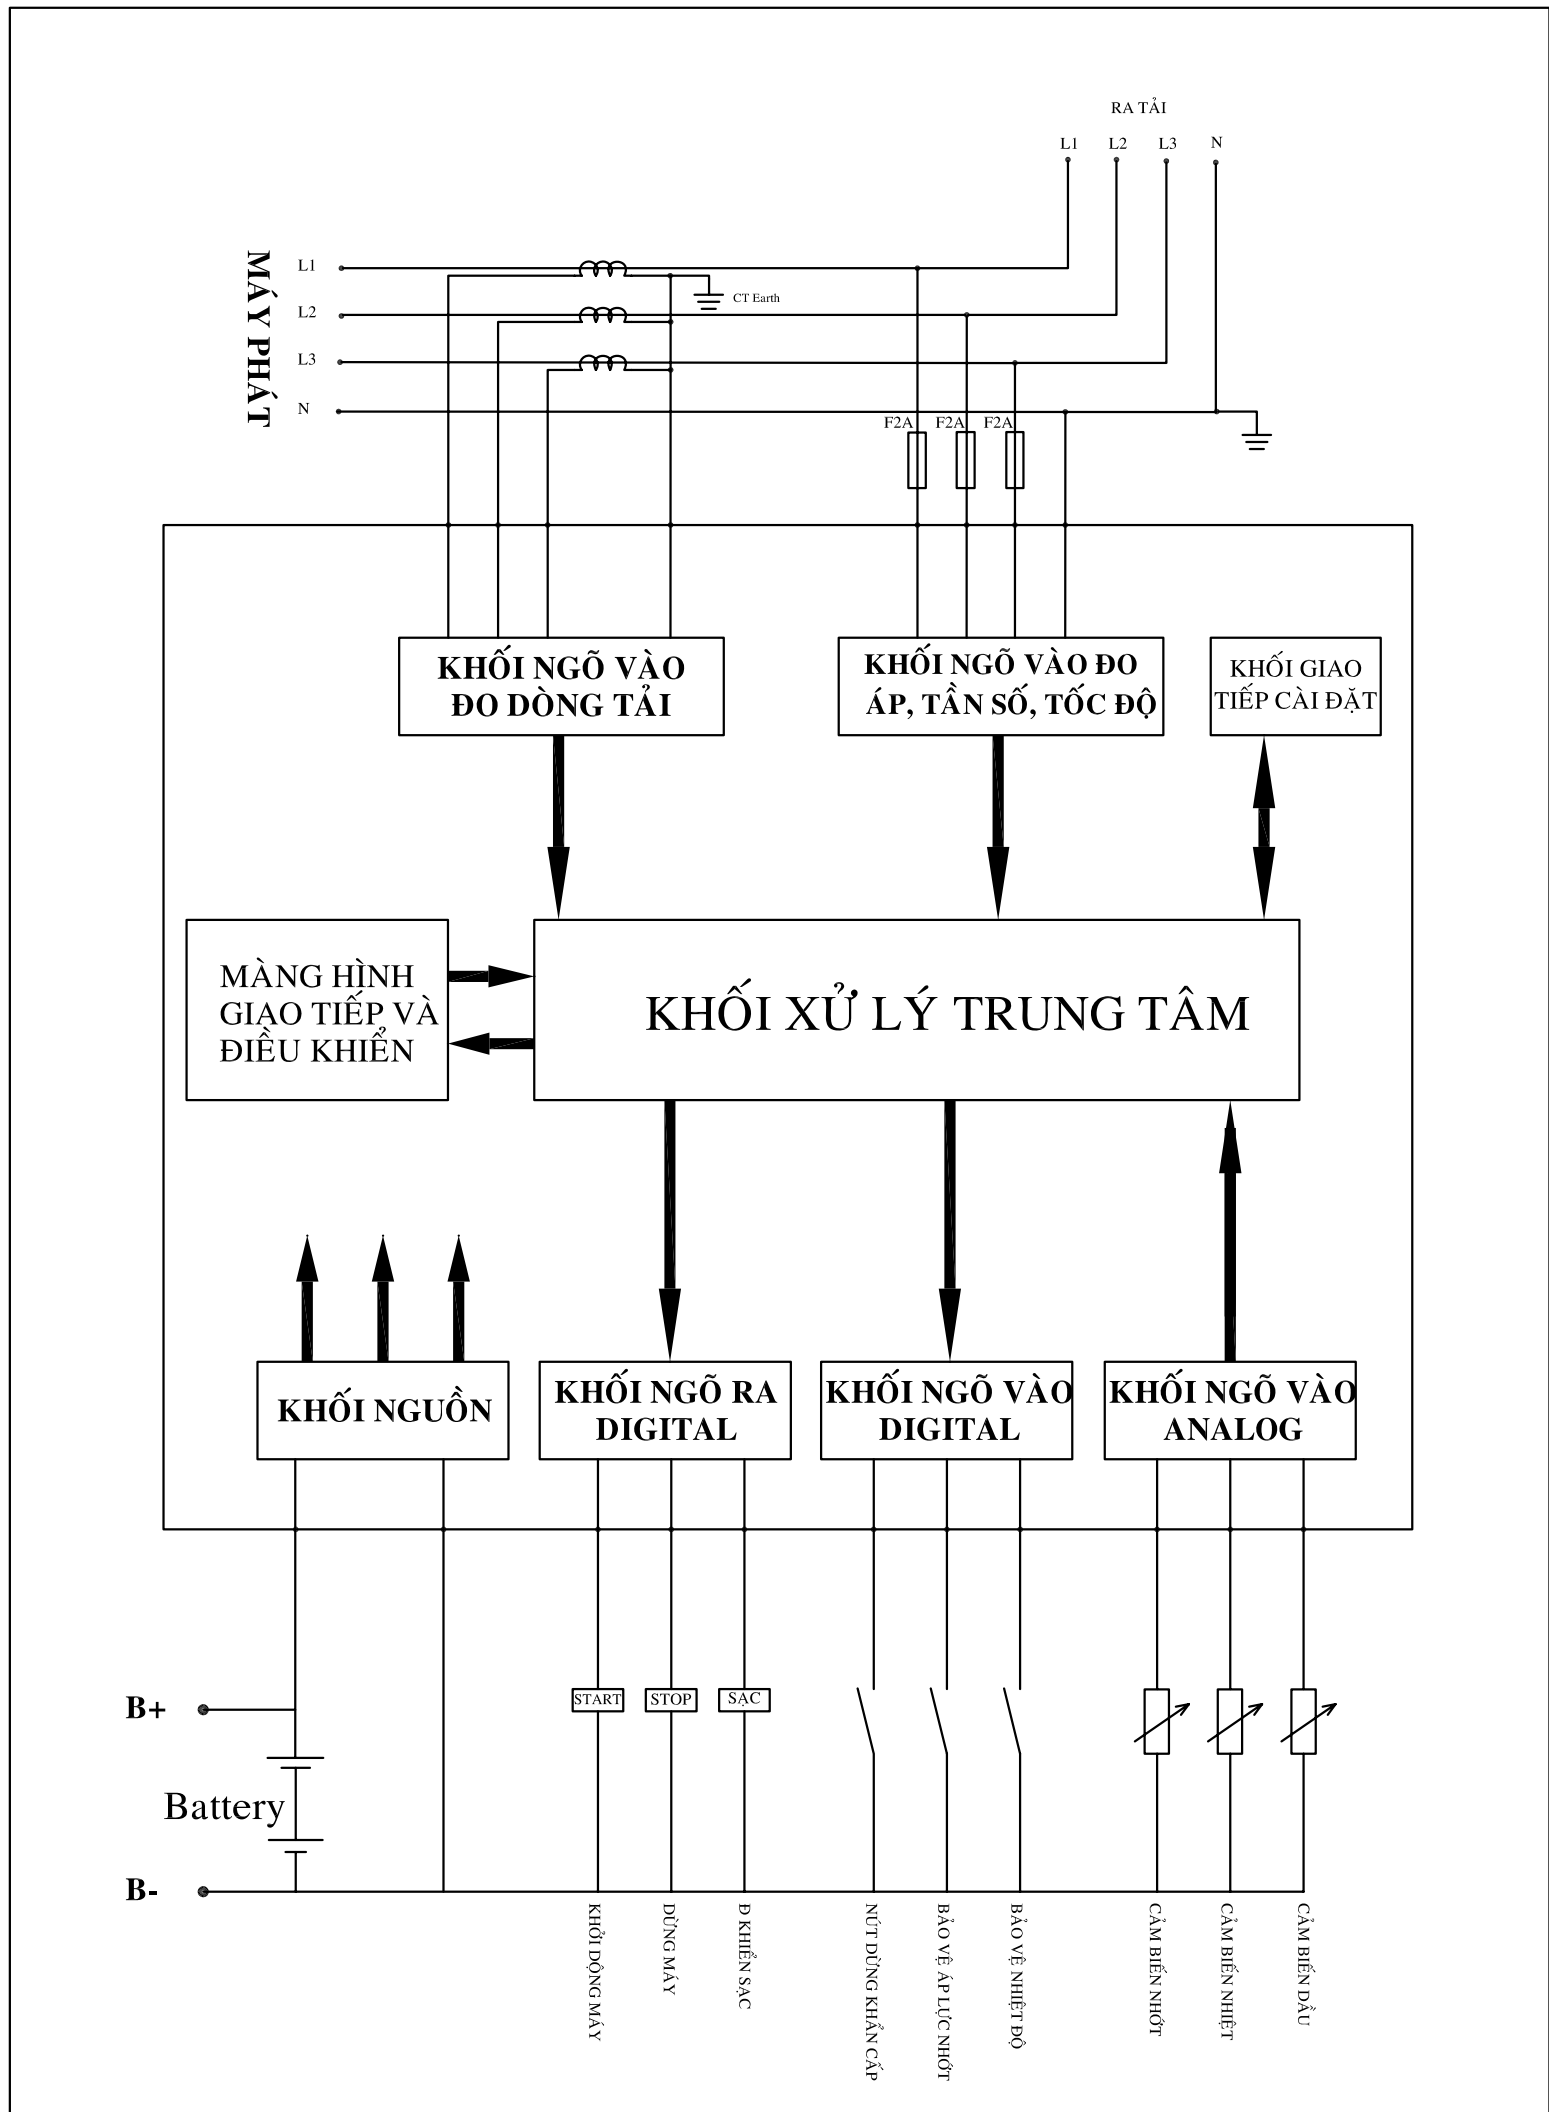 RA TẢI
L1
L2
L3
N
MÁY PHÁT
L1
L2
L3
N
CT Earth
F2A
F2A
F2A
KHỐI NGÕ VÀO
ĐO DÒNG TẢI
KHỐI NGÕ VÀO ĐO
ÁP, TẦN SỐ, TỐC ĐỘ
KHỐI GIAO
TIẾP CÀI ĐẶT
MÀNG HÌNH
GIAO TIẾP VÀ
ĐIỀU KHIỂN
KHỐI XỬ LÝ TRUNG TÂM
KHỐI NGUỒN
KHỐI NGÕ RA
DIGITAL
KHỐI NGÕ VÀO
DIGITAL
KHỐI NGÕ VÀO
ANALOG
START
STOP
SẠC
B+
Battery
B-
KHỞI DỘNG MÁY
DỪNG MÁY
Đ KHIỂN SẠC
NÚT DỪNG KHẨN CẤP
BẢO VỆ ÁP LỰC NHỚT
BẢO VỆ NHIỆT ĐỘ
CẢM BIẾN NHỚT
CẢM BIẾN NHIỆT
CẢM BIẾN DẦU